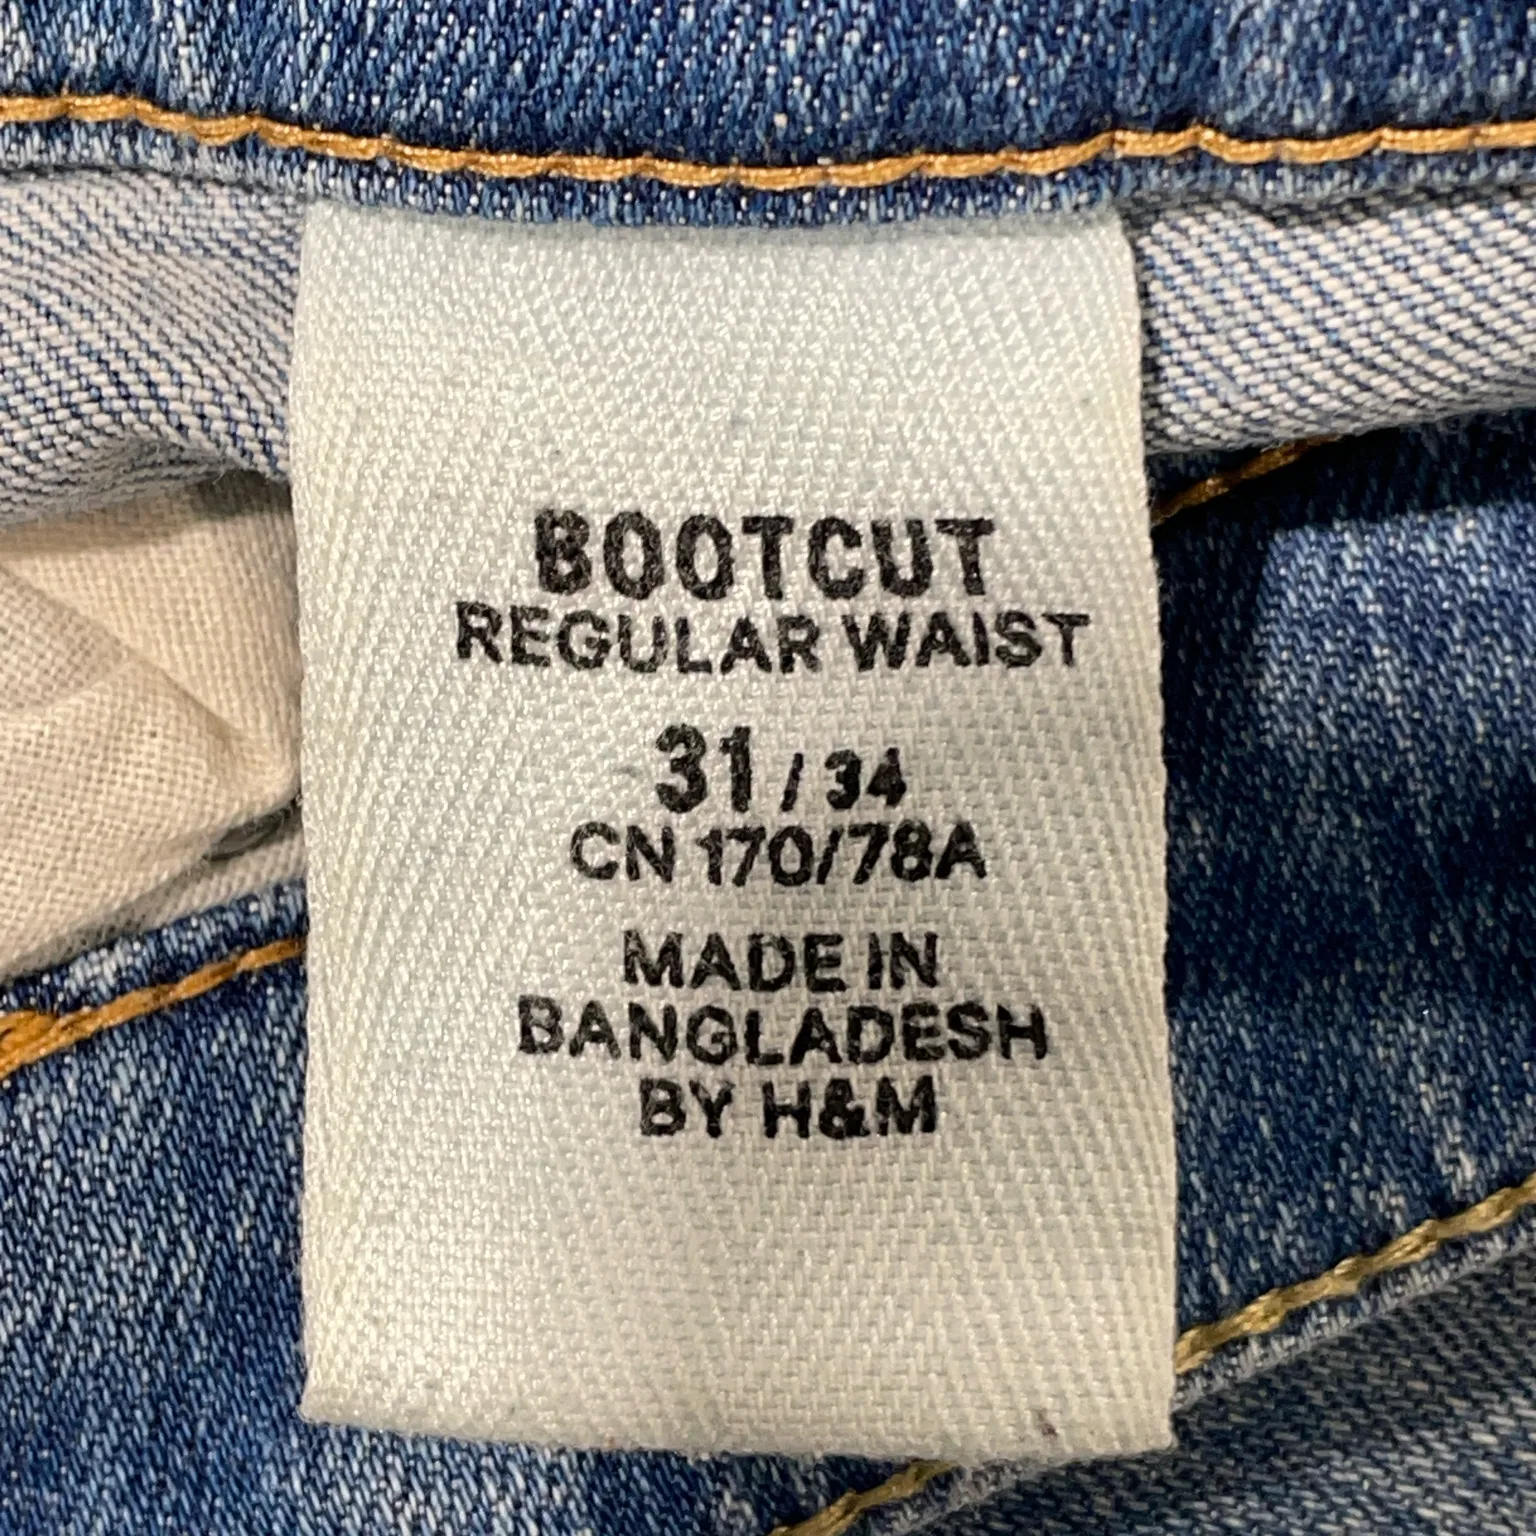 BOOTCUT
REGULAR WAIST
31 / 34
CN 170/78A
MADE IN
BANGLADESH
BY H&M